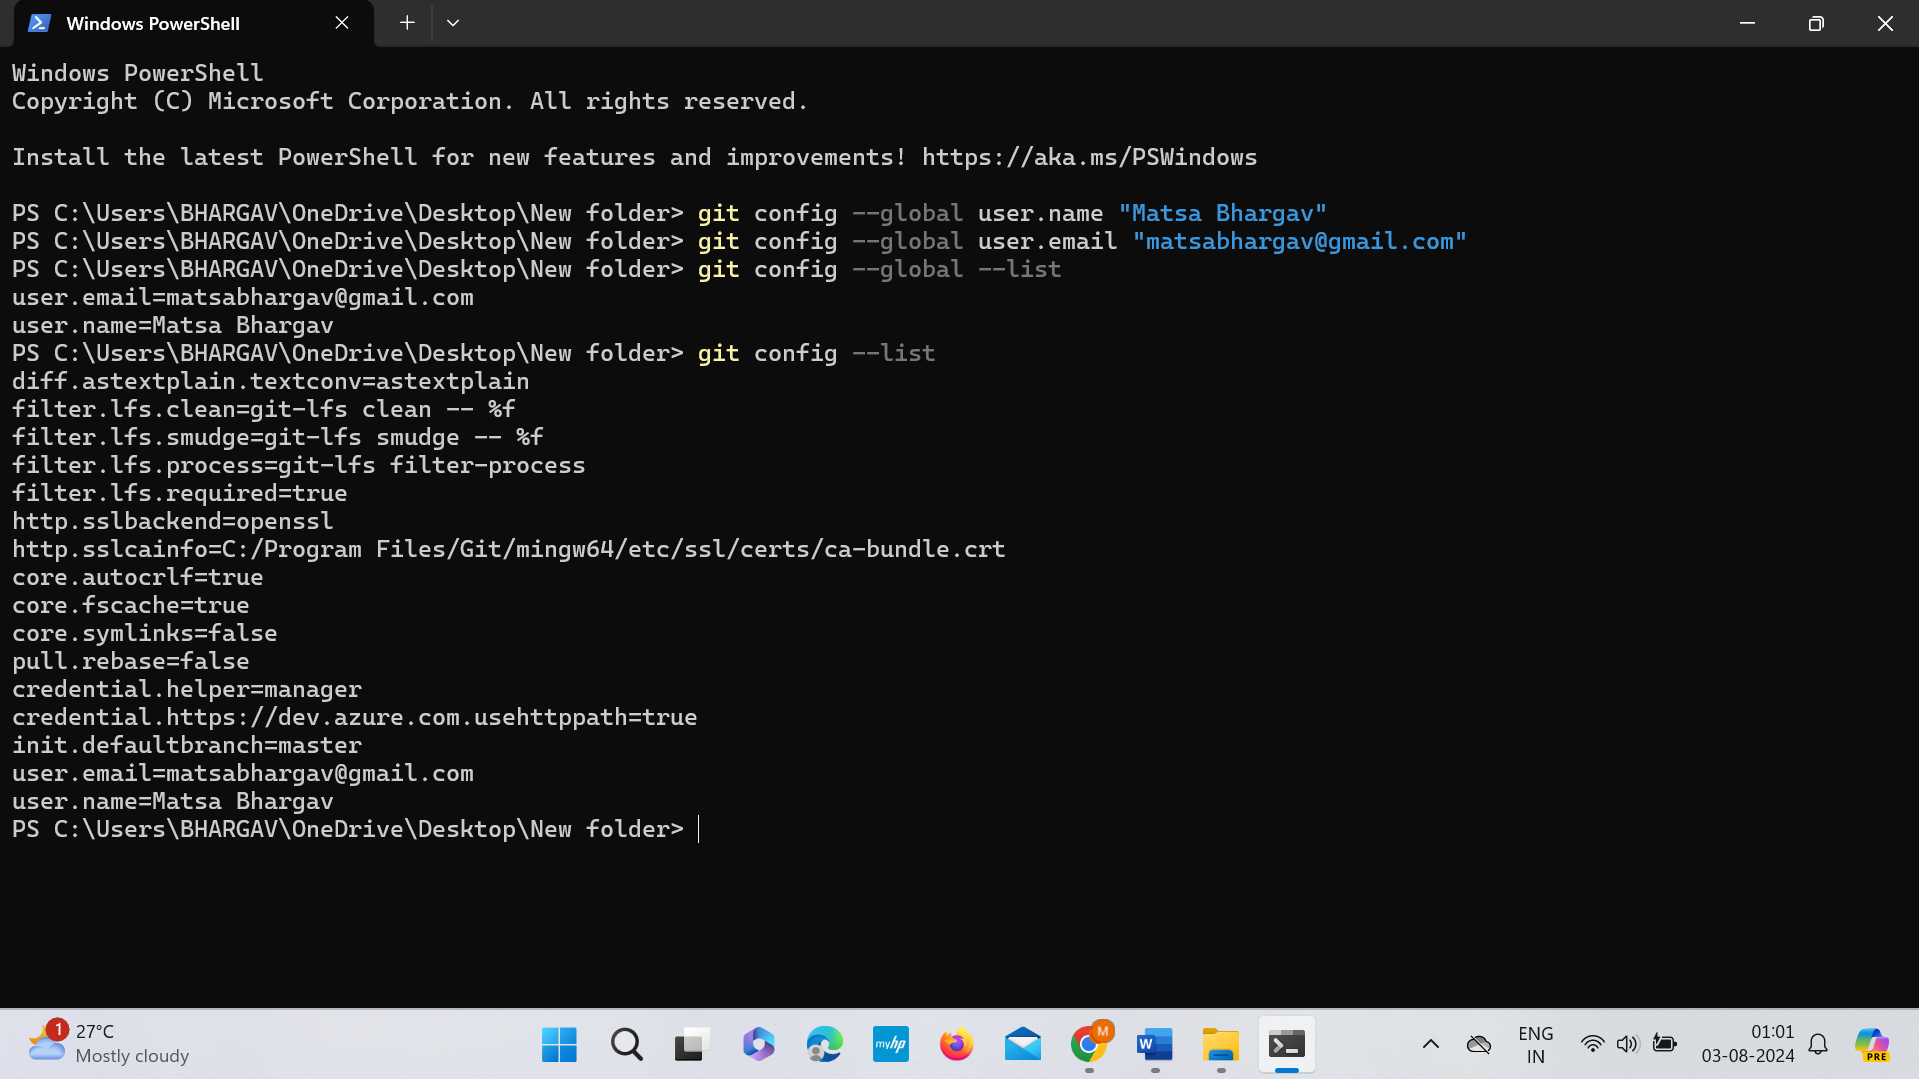 Windows PowerShell
Windows PowerShell
Copyright (C) Microsoft Corporation. All rights reserved.
Install the latest PowerShell for new features and improvements! https://aka.ms/PSWindows
PS C:\Users\BHARGAV\OneDrive\Desktop\New folder> git config --global user.name "Matsa Bhargav"
PS C:\Users\BHARGAV\OneDrive\Desktop\New folder> git config --global user.email "matsabhargav@gmail.com"
PS C:\Users\BHARGAV\OneDrive\Desktop\New folder> git config --global --list
user.email=matsabhargav@gmail.com
user.name=Matsa Bhargav
PS C:\Users\BHARGAV\OneDrive\Desktop\New folder> git config --list
diff.astextplain.textconv=astextplain
filter.lfs.clean=git-lfs clean -- %f
filter.lfs.smudge=git-lfs smudge -- %f
filter.lfs.process=git-lfs filter-process
filter.lfs.required=true
http.sslbackend=openssl
http.sslcainfo=C:/Program Files/Git/mingw64/etc/ssl/certs/ca-bundle.crt
core.autocrlf=true
core.fscache=true
core.symlinks=false
pull.rebase=false
credential.helper=manager
credential.https://dev.azure.com.usehttppath=true
init.defaultbranch=master
user.email=matsabhargav@gmail.com
user.name=Matsa Bhargav
PS C:\Users\BHARGAV\OneDrive\Desktop\New folder>
1
27°C
Mostly cloudy
myhp
M
W
ENG
IN
01:01
03-08-2024
PRE